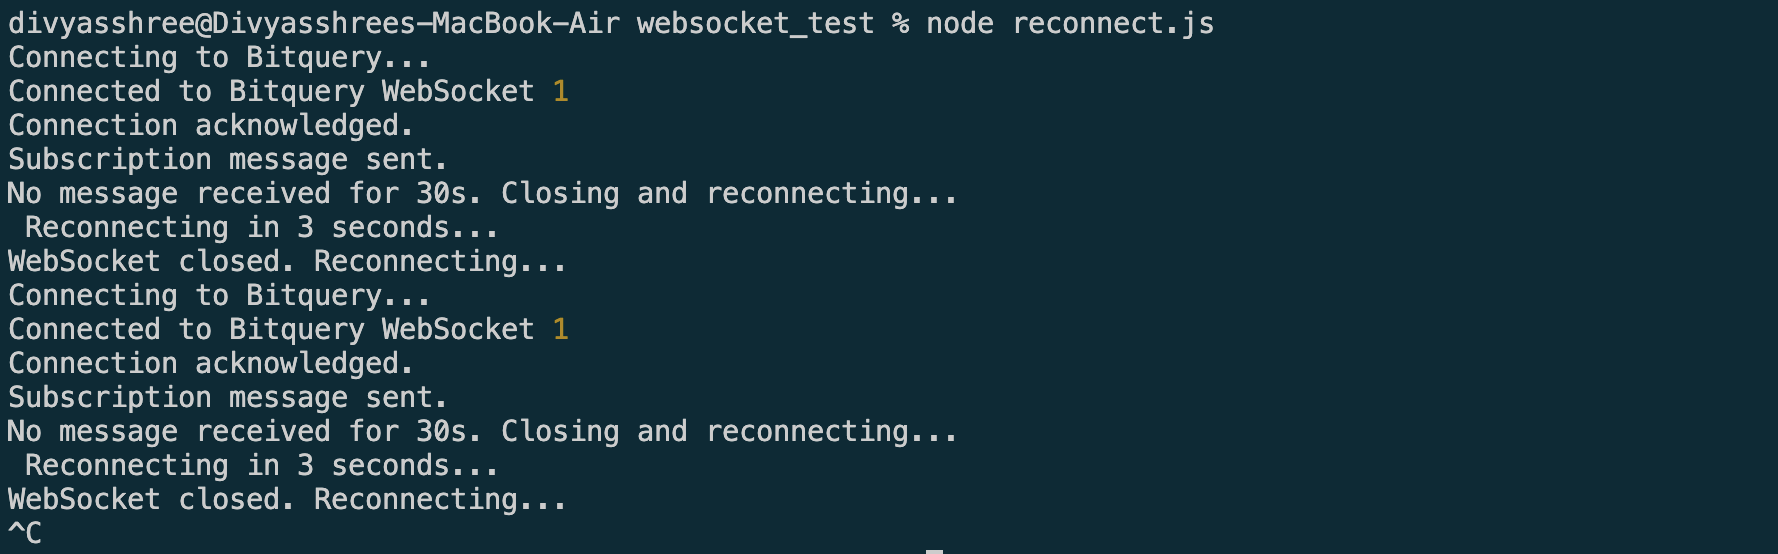 divyasshree@Divyasshrees-MacBook-Air websocket_test % node reconnect.js
Connecting to Bitquery...
Connected to Bitquery WebSocket 1
Connection acknowledged.
Subscription message sent.
No message received for 30s. Closing and reconnecting...
 Reconnecting in 3 seconds...
WebSocket closed. Reconnecting...
Connecting to Bitquery...
Connected to Bitquery WebSocket 1
Connection acknowledged.
Subscription message sent.
No message received for 30s. Closing and reconnecting...
 Reconnecting in 3 seconds...
WebSocket closed. Reconnecting...
^C